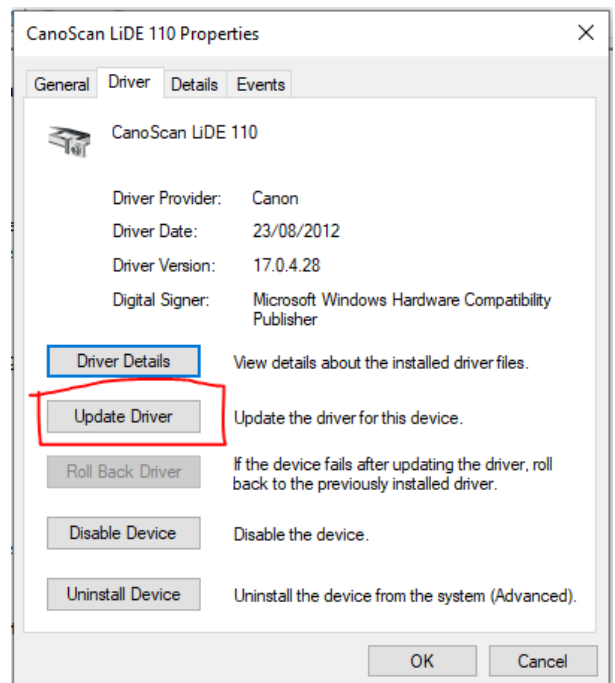 CanoScan LiDE 110 Properties
General Driver Details Events
CanoScan LiDE 110
Driver Provider: Canon
Driver Date: 23/08/2012
Driver Version: 17.0.4.28
Digital Signer: Microsoft Windows Hardware Compatibility
Publisher
Driver Details View details about the installed driver files.
Update Driver Update the driver for this device.
Roll Back Driver If the device fails after updating the driver, roll
back to the previously installed driver.
Disable Device Disable the device.
Uninstall Device Uninstall the device from the system (Advanced).
OK Cancel